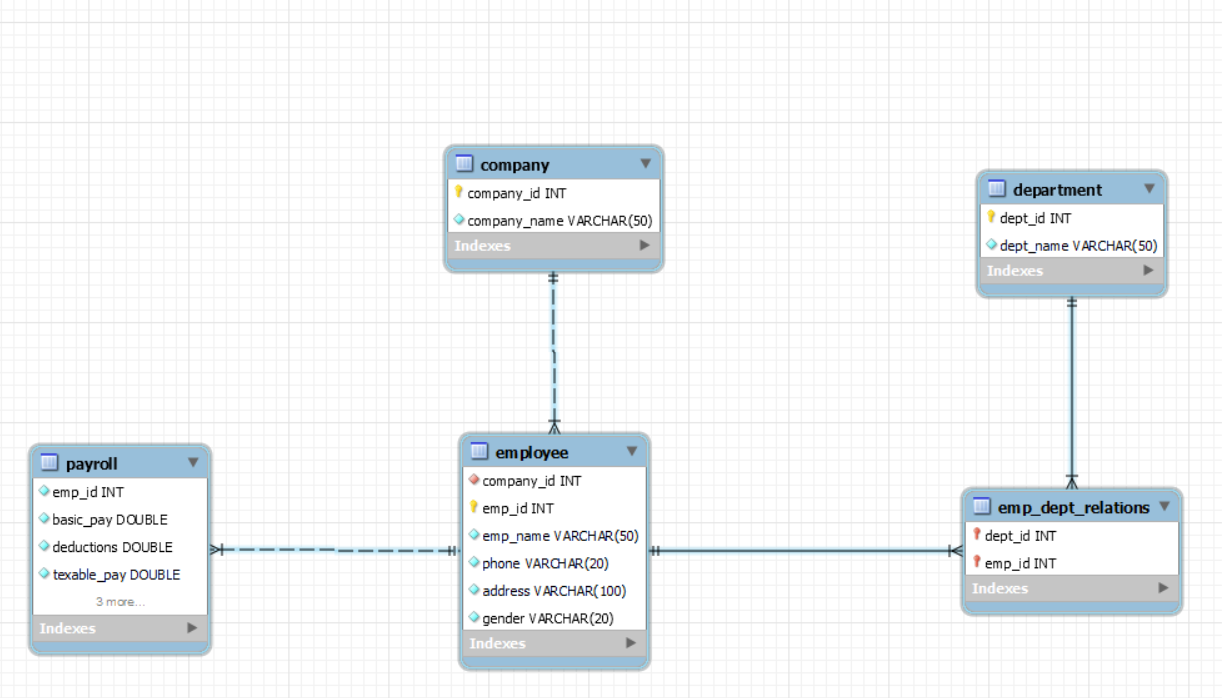 company
company_id INT
company_name VARCHAR(50)
Indexes
department
dept_id INT
dept_name VARCHAR(50)
Indexes
payroll
emp_id INT
basic_pay DOUBLE
deductions DOUBLE
texable_pay DOUBLE
3 more...
Indexes
employee
company_id INT
emp_id INT
emp_name VARCHAR(50)
phone VARCHAR(20)
address VARCHAR(100)
gender VARCHAR(20)
Indexes
emp_dept_relations
dept_id INT
emp_id INT
Indexes